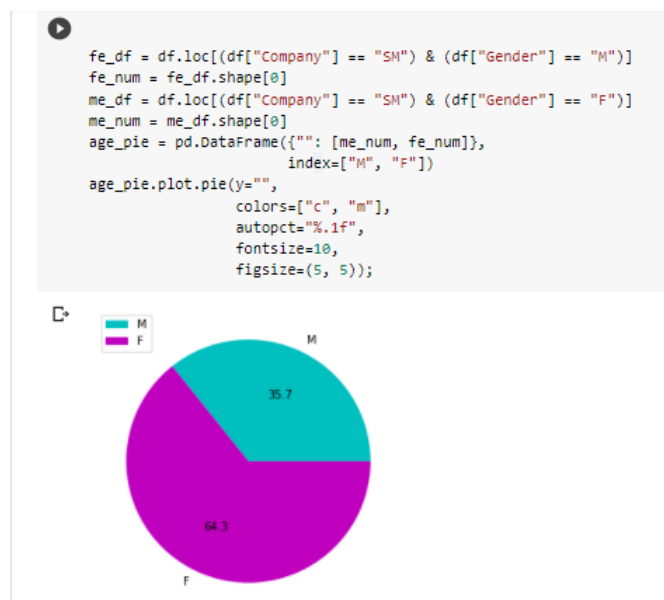 fe_df = df.loc[(df["Company"] == "SM") & (df["Gender"] == "M")]
fe_num = fe_df.shape[0]
me_df = df.loc[(df["Company"] == "SM") & (df["Gender"] == "F")]
me_num = me_df.shape[0]
age_pie = pd.DataFrame({"": [me_num, fe_num]},
index=["M", "F"])
age_pie.plot.pie(y="",
colors=["c", "m"],
autopct="%.1f",
fontsize=10,
figsize=(5, 5));
M
F
M
35.7
64.3
F